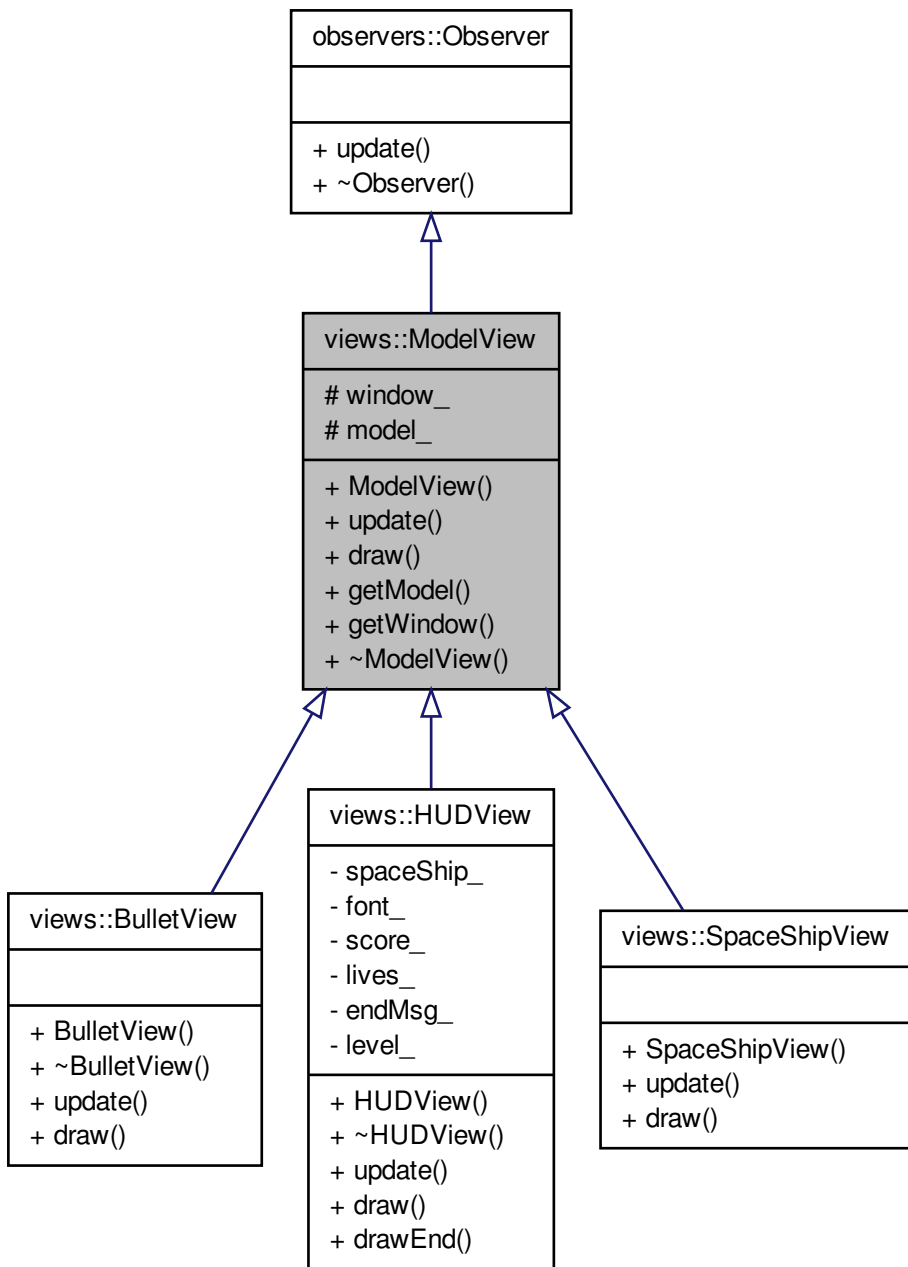 observers::Observer
+ update()
+ ~Observer()
views::ModelView
# window_
# model_
+ ModelView()
+ update()
+ draw()
+ getModel()
+ getWindow()
+ ~ModelView()
views::BulletView
+ BulletView()
+ ~BulletView()
+ update()
+ draw()
views::HUDView
- spaceShip_
- font_
- score_
- lives_
- endMsg_
- level_
+ HUDView()
+ ~HUDView()
+ update()
+ draw()
+ drawEnd()
views::SpaceShipView
+ SpaceShipView()
+ update()
+ draw()